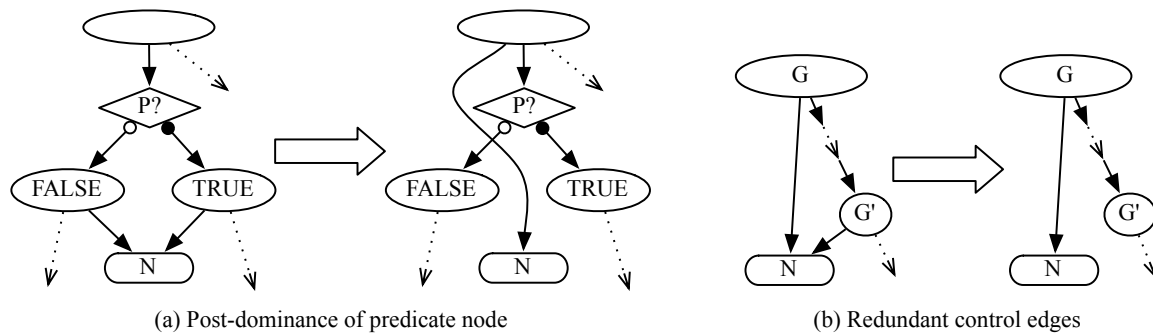 P?
P?
G
G
FALSE
TRUE
FALSE
TRUE
G'
G'
N
N
N
N
(a) Post-dominance of predicate node
(b) Redundant control edges